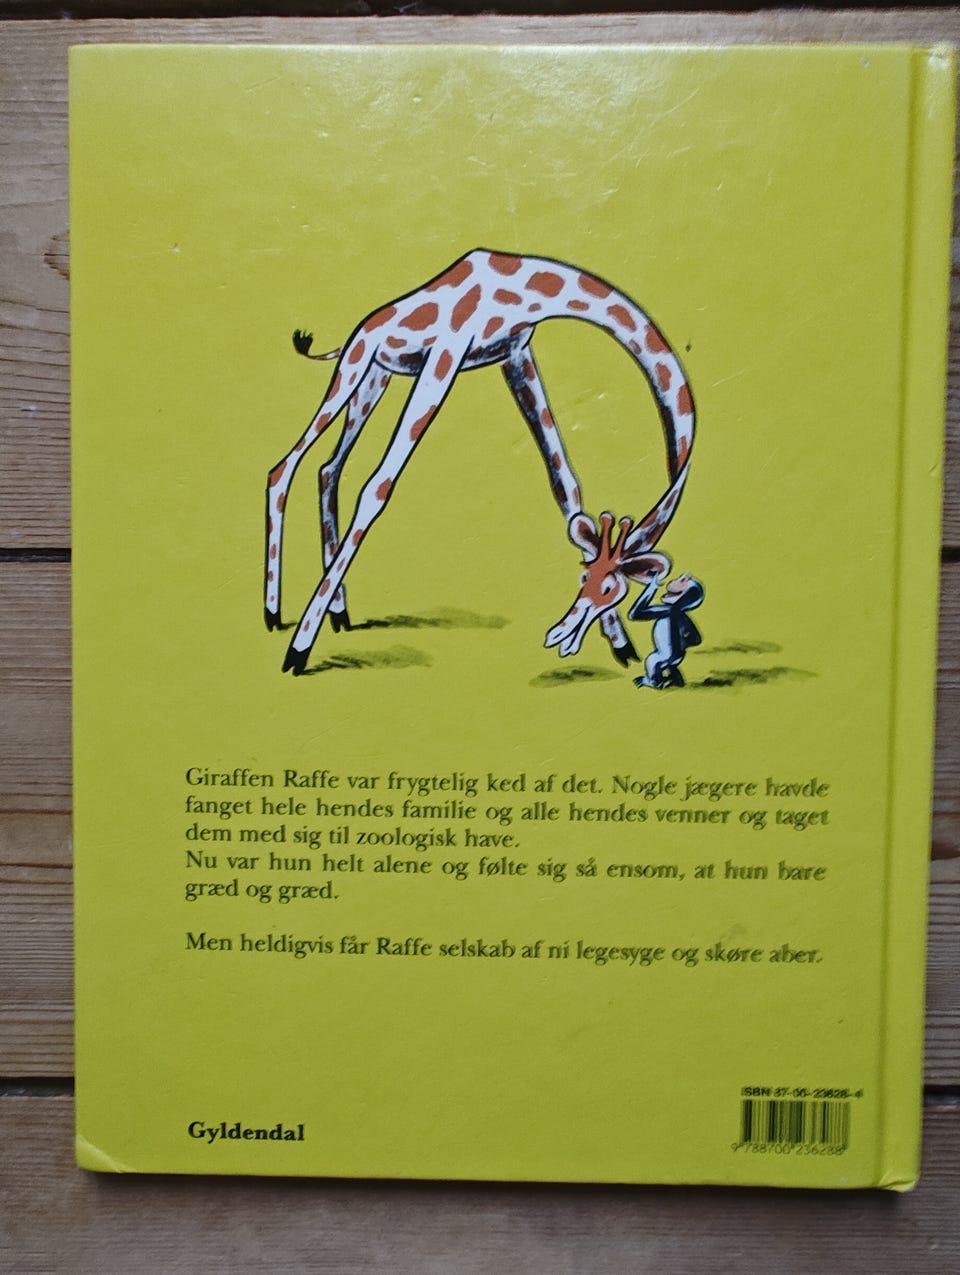 Giraffen Raffe var frygtelig ked af det. Nogle jægere havde
fanget hele hendes familie og alle hendes venner og taget
dem med sig til zoologisk have.
Nu var hun helt alene og følte sig så ensom, at hun bare
græd og græd.
Men heldigvis får Raffe selskab af ni legesyge og skøre aber.
ISBN 87-00-23628-4
Gyldendal
9 788700 236288